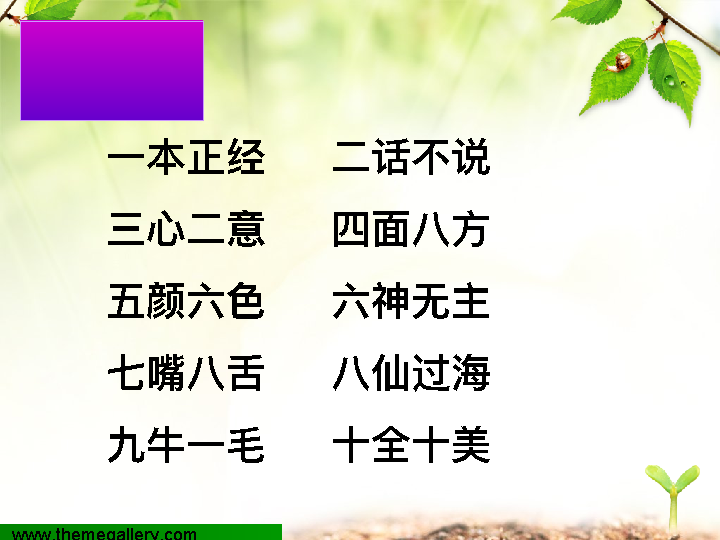 一本正经 二话不说
三心二意 四面八方
五颜六色 六神无主
七嘴八舌 八仙过海
九牛一毛 十全十美
www.themegallery.com